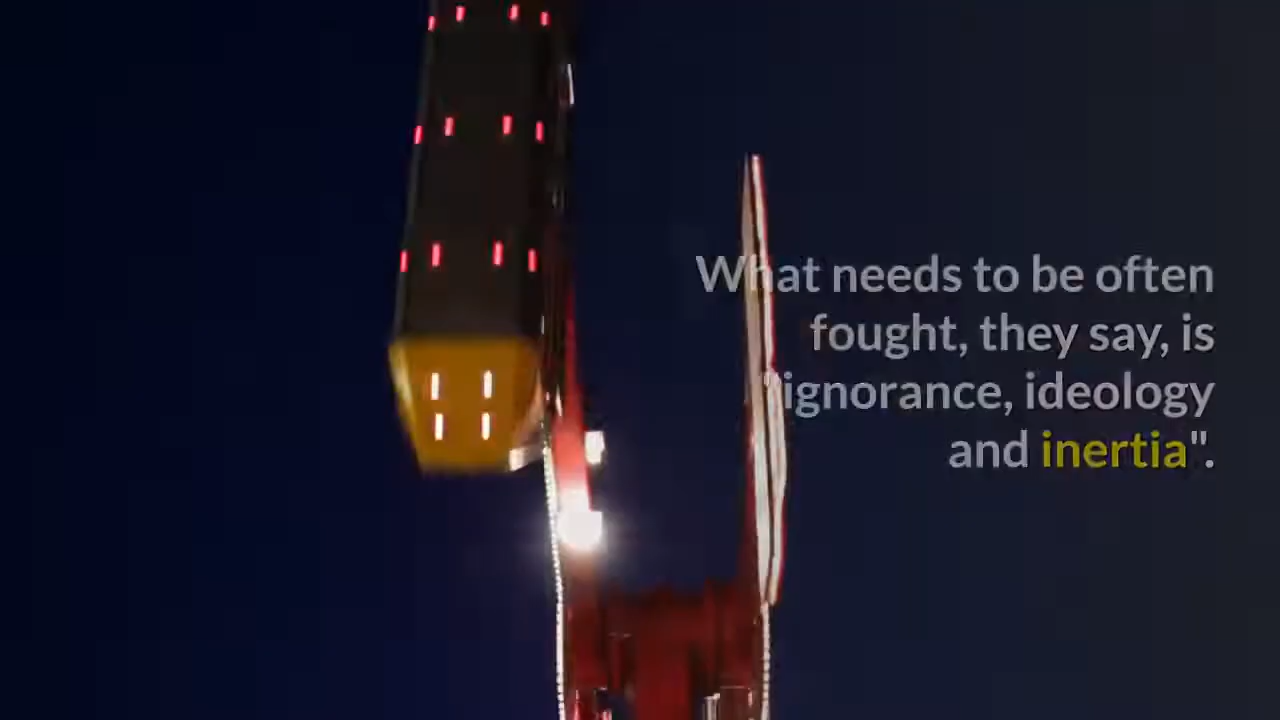 What needs to be often
fought, they say, is
"ignorance, ideology
and inertia".